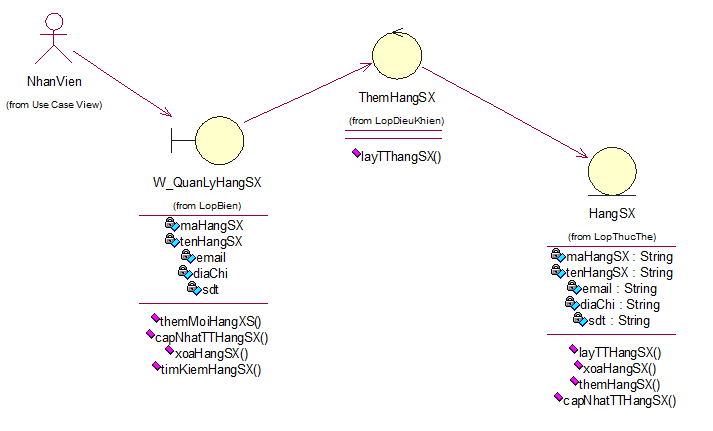 NhanVien
(from Use Case View)
W_QuanLyHangSX
(from LopBien)
maHangSX
tenHangSX
email
diaChi
sdt
themMoiHangXS()
capNhatTTHangSX()
xoaHangSX()
timKiemHangSX()
ThemHangSX
(from LopDieuKhien)
layTThangSX()
HangSX
(from LopThucThe)
maHangSX : String
tenHangSX : String
email : String
diaChi : String
sdt : String
layTTHangSX()
xoaHangSX()
themHangSX()
capNhatTTHangSX()